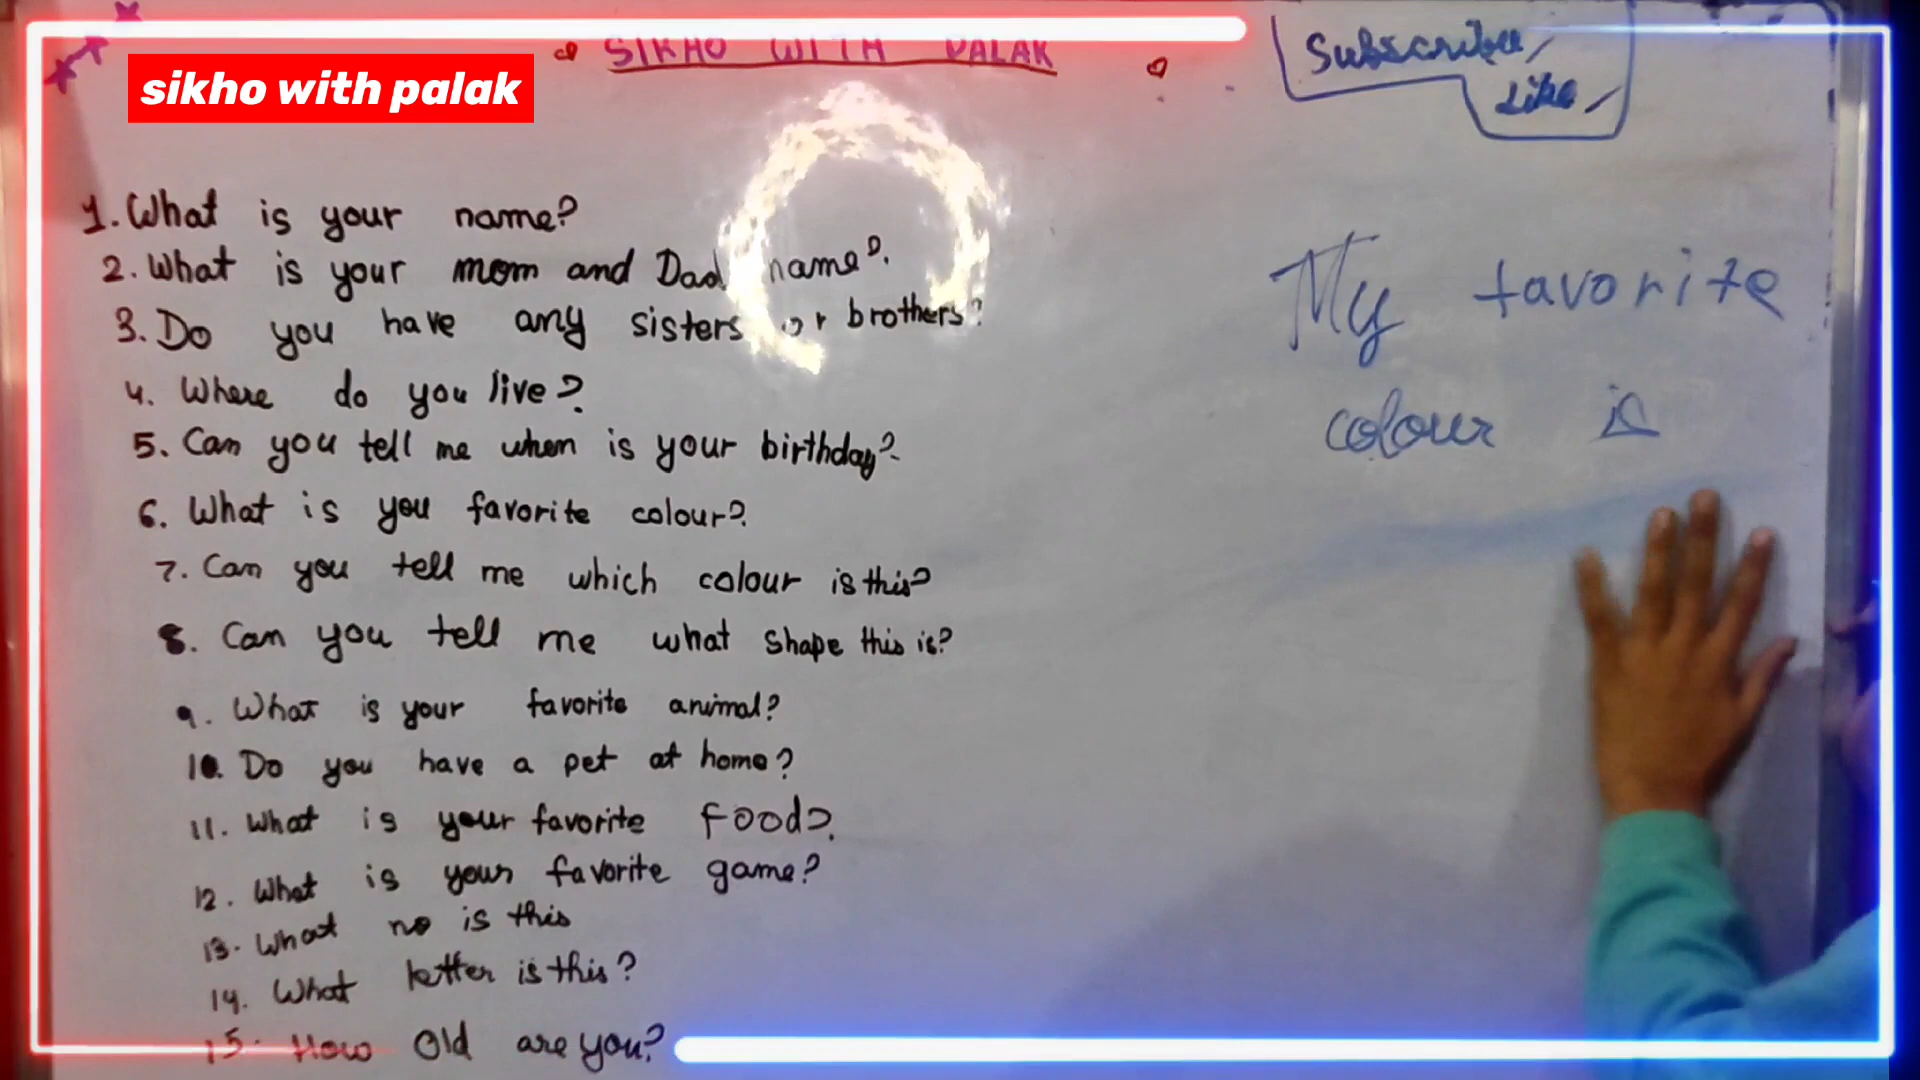 SIKHO WITH PALAK
sikho with palak
Subscribe
Like
1. What is your name?
2. What is your mom and Dad name?
3. Do you have any sisters or brothers?
4. Where do you live?
5. Can you tell me when is your birthday?
6. What is you favorite colour?
7. Can you tell me which colour is this?
8. Can you tell me what shape this is?
9. What is your favorite animal?
10. Do you have a pet at home?
11. What is your favorite Food?
12. What is your favorite game?
13. What no is this
14. What letter is this?
15. How Old are you?
My favorite
colour is